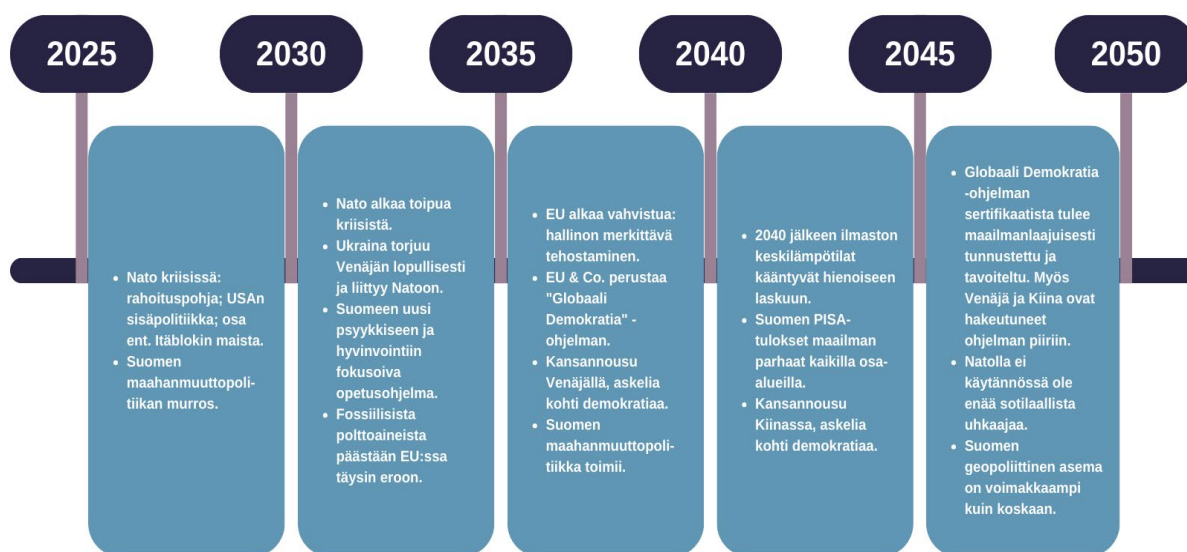 2025
2030
2035
2040
2045
2050
• Nato kriisissä:
rahoituspohja; USAn
sisäpolitiikka; osa
ent. Itäblokin maista.
• Suomen
maahanmuuttopoli-
tiikan murros.
• Nato alkaa toipua
kriisistä.
• Ukraina torjuu
Venäjän lopullisesti
ja liittyy Natoon.
• Suomeen uusi
psyykkiseen ja
hyvinvointiin
fokusoiva
opetusohjelma.
• Fossiilisista
polttoaineista
päästään EU:ssa
täysin eroon.
• EU alkaa vahvistua:
hallinon merkittävä
tehostaminen.
• EU & Co. perustaa
"Globaali
Demokratia" -
ohjelman.
• Kansannousu
Venäjällä, askelia
kohti demokratiaa.
• Suomen
maahanmuuttopoli-
tiikka toimii.
• 2040 jälkeen ilmaston
keskilämpötilat
kääntyvät hienoiseen
laskuun.
• Suomen PISA-
tulokset maailman
parhaat kaikilla osa-
alueilla.
• Kansannousu
Kiinassa, askelia
kohti demokratiaa.
• Globaali Demokratia
-ohjelman
sertifikaatista tulee
maailmanlaajuisesti
tunnustettu ja
tavoiteltu. Myös
Venäjä ja Kiina ovat
hakeutuneet
ohjelman piiriin.
• Natolla ei
käytännössä ole
enää sotilaallista
uhkaajaa.
• Suomen
geopoliittinen asema
on voimakkaampi
kuin koskaan.